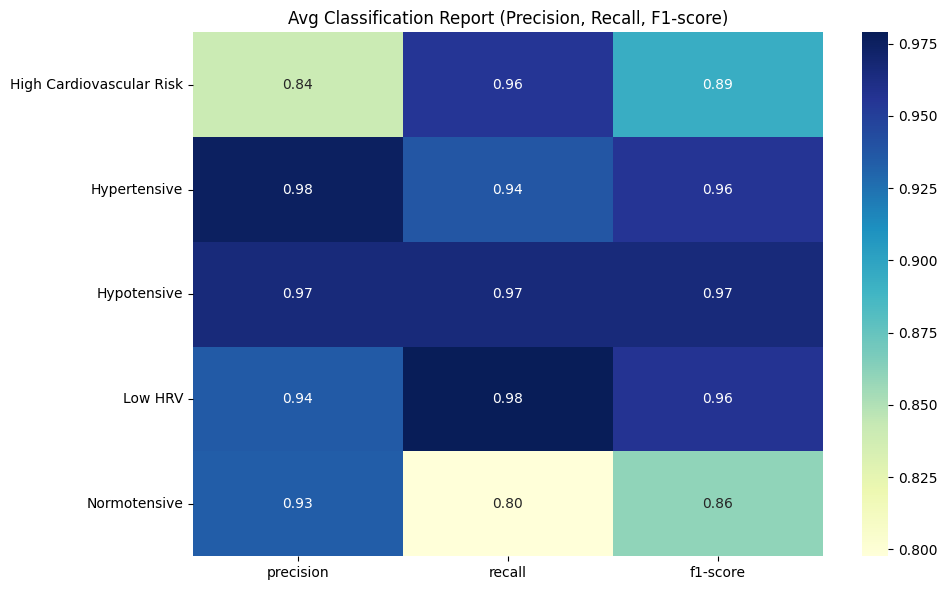 Avg Classification Report (Precision, Recall, F1-score)
High Cardiovascular Risk 0.84 0.96 0.89
Hypertensive 0.98 0.94 0.96
Hypotensive 0.97 0.97 0.97
Low HRV 0.94 0.98 0.96
Normotensive 0.93 0.80 0.86
precision recall f1-score
0.975
0.950
0.925
0.900
0.875
0.850
0.825
0.800